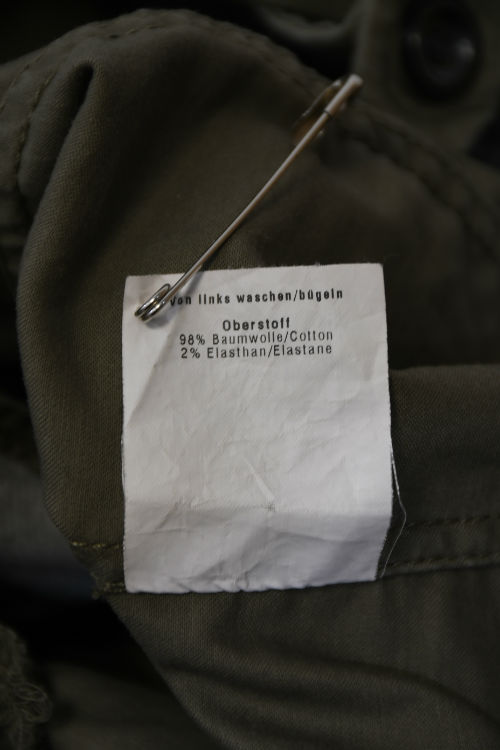 von links waschen/bügeln
Oberstoff
98% Baumwolle/Cotton
2% Elasthan/Elastane